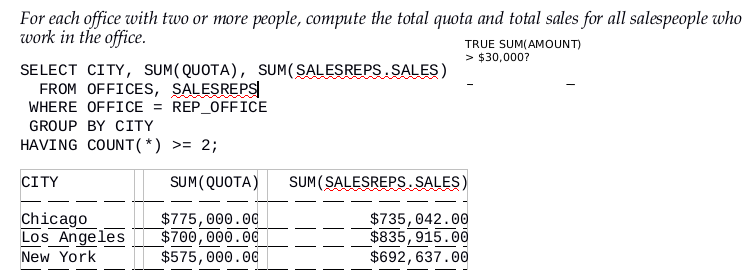 For each office with two or more people, compute the total quota and total sales for all salespeople who
work in the office.
TRUE SUM(AMOUNT)
> $30,000?
SELECT CITY, SUM(QUOTA), SUM(SALESREPS.SALES)
FROM OFFICES, SALESREPS
WHERE OFFICE = REP_OFFICE
GROUP BY CITY
HAVING COUNT(*) >= 2;
CITY SUM(QUOTA) SUM(SALESREPS.SALES)
Chicago $775,000.00 $735,042.00
Los Angeles $700,000.00 $835,915.00
New York $575,000.00 $692,637.00